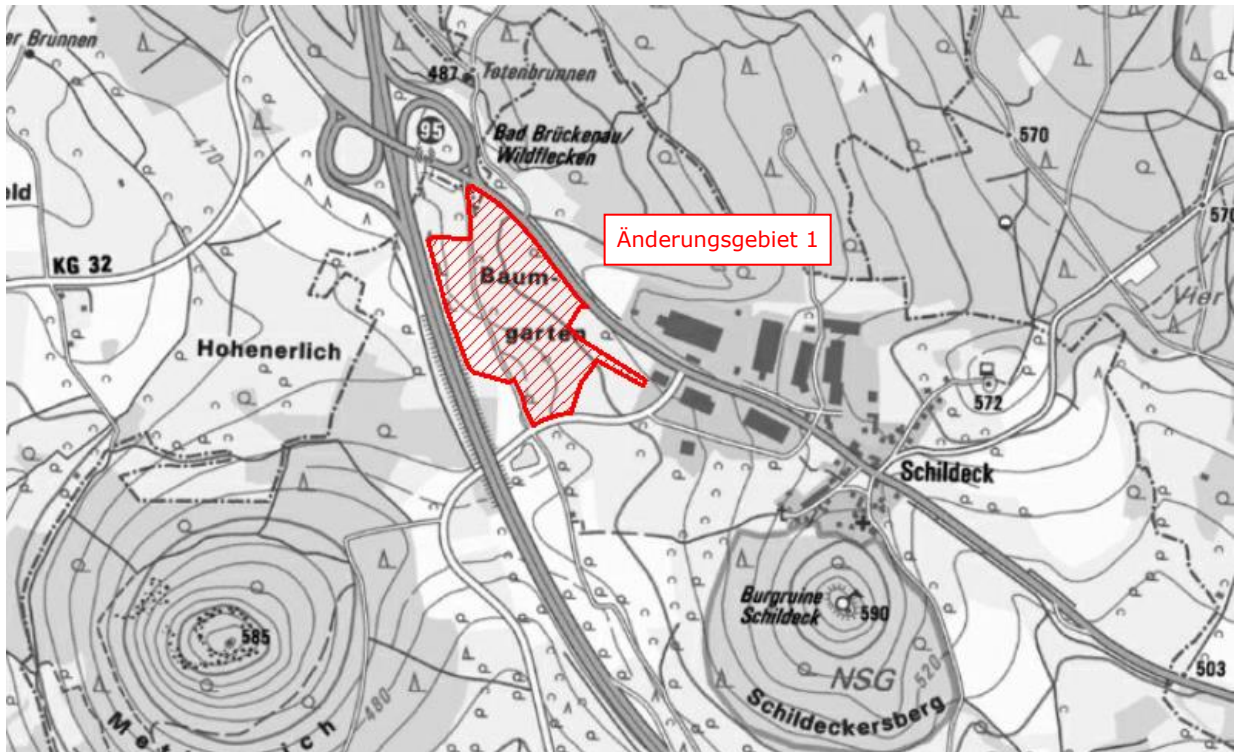 er Brunnen
487
Totenbrunnen
95
Bad Brückenau/
Wildflecken
570
470
old
570
Änderungsgebiet 1
KG 32
Baum-
garten
Vier
Hohenerlich
572
Schildeck
Burgruine
Schildeck
590
585
503
NSG
520
480
Schildeckersberg